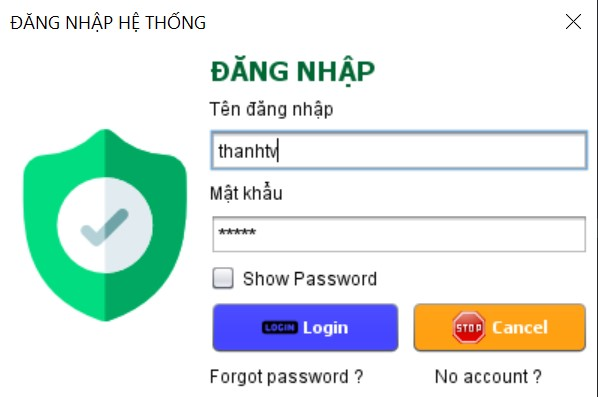 ĐĂNG NHẬP HỆ THỐNG
ĐĂNG NHẬP
Tên đăng nhập
thanhtv
Mật khẩu
*****
Show Password
LOGIN Login
STOP Cancel
Forgot password ?
No account ?